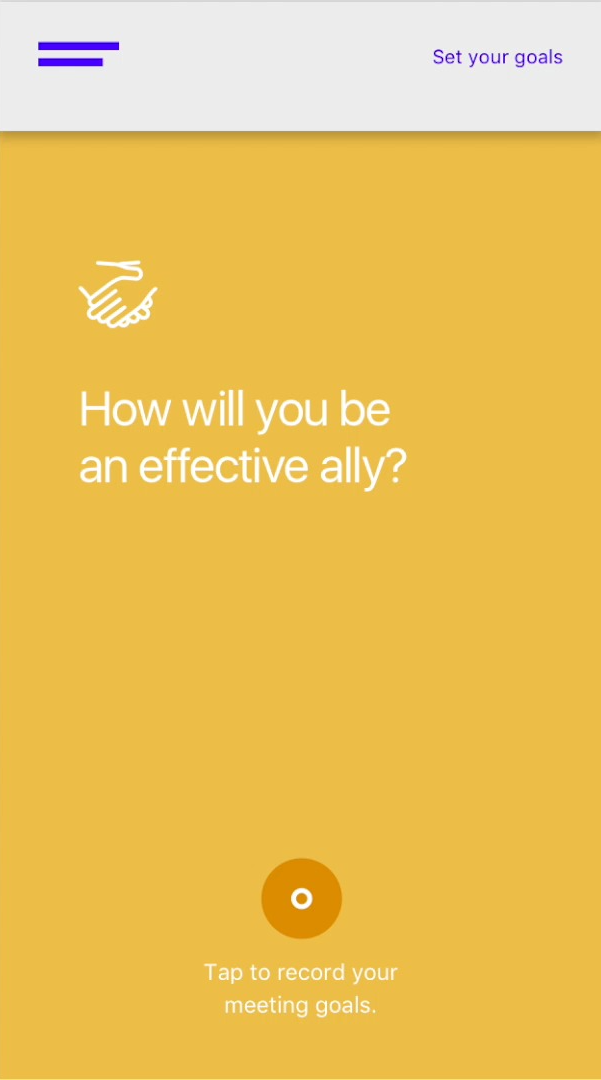 Set your goals
How will you be
an effective ally?
Tap to record your
meeting goals.